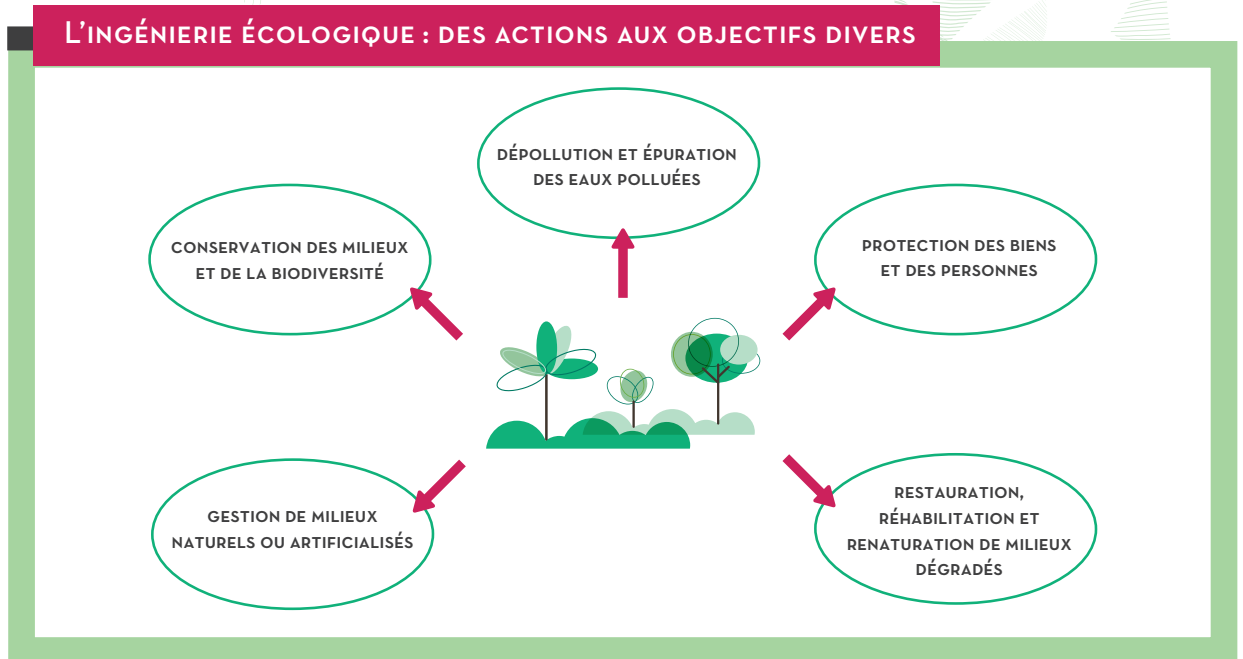 L'INGÉNIERIE ÉCOLOGIQUE : DES ACTIONS AUX OBJECTIFS DIVERS
DÉPOLLUTION ET ÉPURATION
DES EAUX POLLUÉES
CONSERVATION DES MILIEUX
ET DE LA BIODIVERSITÉ
PROTECTION DES BIENS
ET DES PERSONNES
GESTION DE MILIEUX
NATURELS OU ARTIFICIALISÉS
RESTAURATION,
RÉHABILITATION ET
RENATURATION DE MILIEUX
DÉGRADÉS